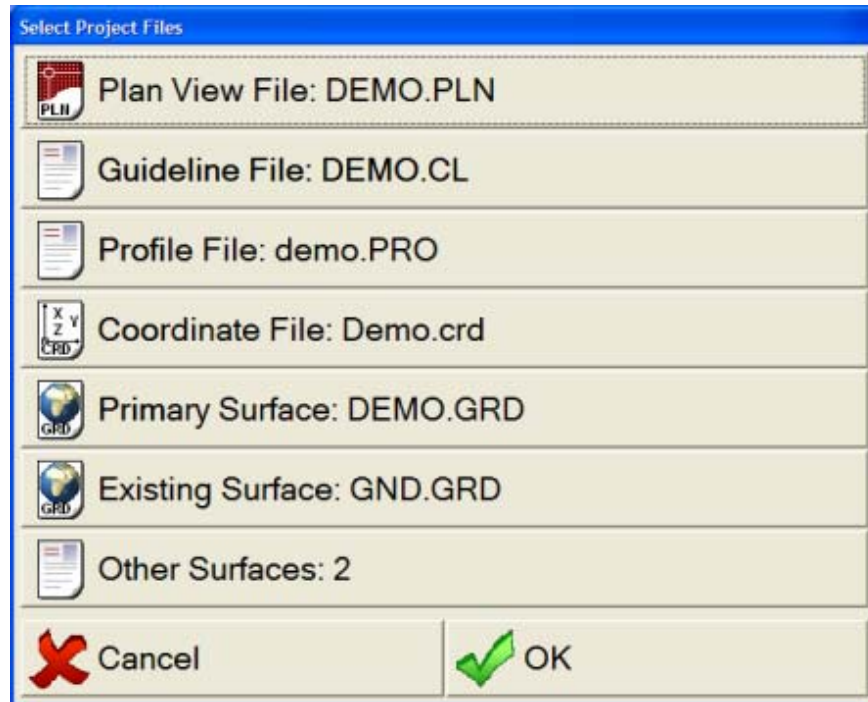 Select Project Files
PLN
Plan View File: DEMO.PLN
Guideline File: DEMO.CL
Profile File: demo.PRO
X Y
Z
CRD
Coordinate File: Demo.crd
GRD
Primary Surface: DEMO.GRD
GRD
Existing Surface: GND.GRD
Other Surfaces: 2
Cancel
OK